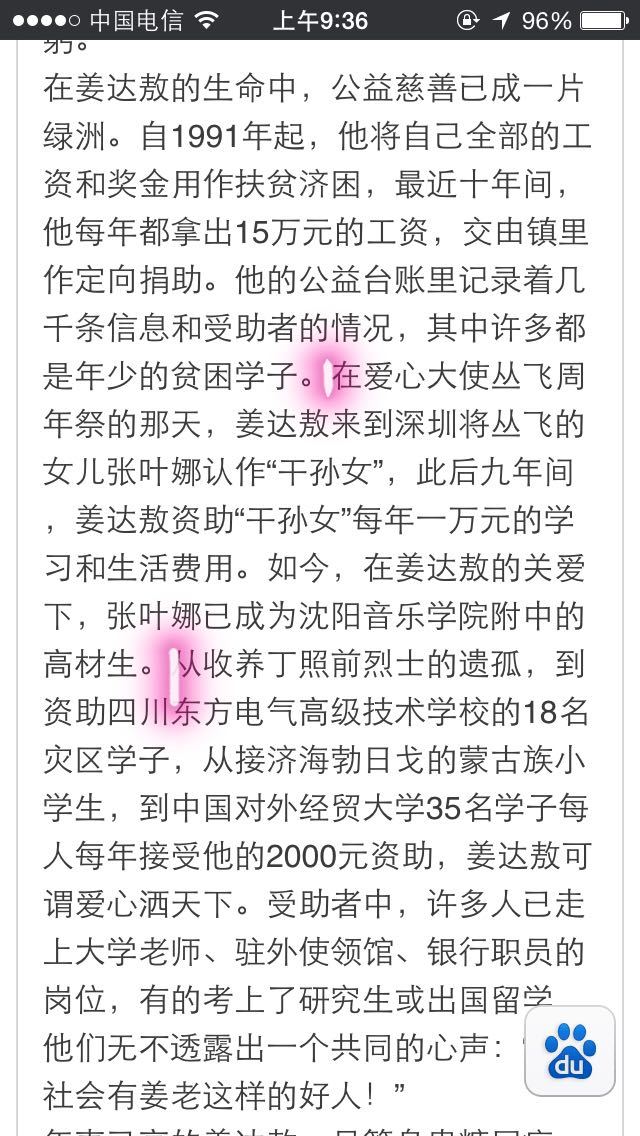 中国电信 上午9:36 96%
躬。
在姜达敖的生命中，公益慈善已成一片
绿洲。自1991年起，他将自己全部的工
资和奖金用作扶贫济困，最近十年间，
他每年都拿出15万元的工资，交由镇里
作定向捐助。他的公益台账里记录着几
千条信息和受助者的情况，其中许多都
是年少的贫困学子。在爱心大使丛飞周
年祭的那天，姜达敖来到深圳将丛飞的
女儿张叶娜认作“干孙女”，此后九年间
，姜达敖资助“干孙女”每年一万元的学
习和生活费用。如今，在姜达敖的关爱
下，张叶娜已成为沈阳音乐学院附中的
高材生。从收养丁照前烈士的遗孤，到
资助四川东方电气高级技术学校的18名
灾区学子，从接济海勃日戈的蒙古族小
学生，到中国对外经贸大学35名学子每
人每年接受他的2000元资助，姜达敖可
谓爱心洒天下。受助者中，许多人已走
上大学老师、驻外使领馆、银行职员的
岗位，有的考上了研究生或出国留学
他们无不透露出一个共同的心声：“
社会有姜老这样的好人！”
du